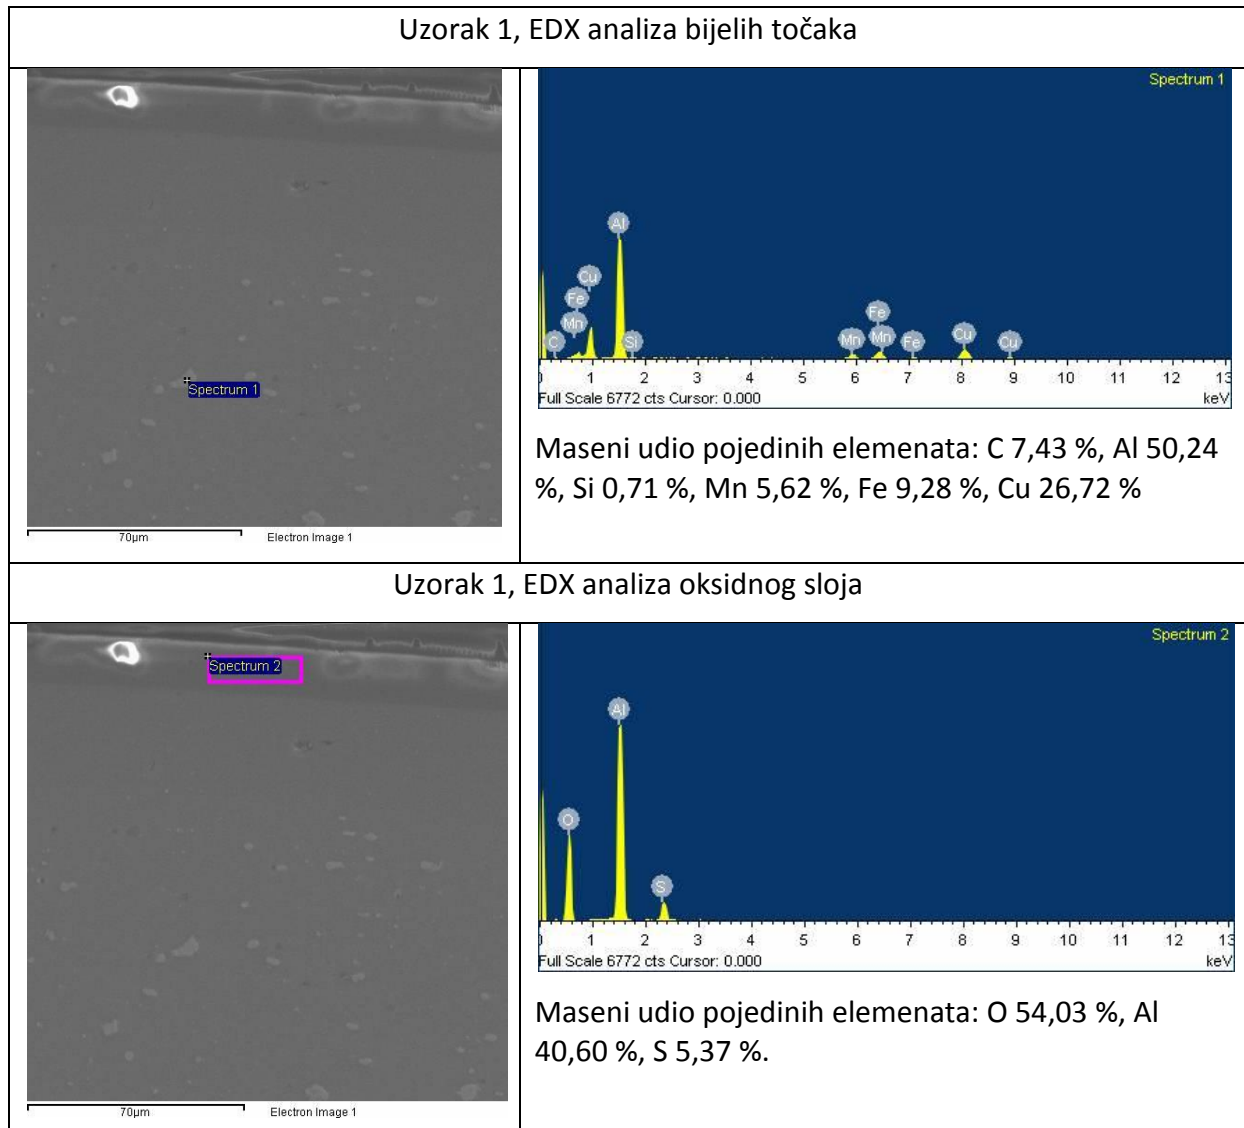 Uzorak 1, EDX analiza bijelih točaka
Spectrum 1
70µm
Electron Image 1
Spectrum 1
Al
Cu
Fe
Mn
C
Si
Mn
Fe
Mn
Fe
Cu
Cu
0 1 2 3 4 5 6 7 8 9 10 11 12 13
Full Scale 6772 cts Cursor: 0.000
keV
Maseni udio pojedinih elemenata: C 7,43 %, Al 50,24
%, Si 0,71 %, Mn 5,62 %, Fe 9,28 %, Cu 26,72 %
Uzorak 1, EDX analiza oksidnog sloja
Spectrum 2
70µm
Electron Image 1
Spectrum 2
Al
O
S
0 1 2 3 4 5 6 7 8 9 10 11 12 13
Full Scale 6772 cts Cursor: 0.000
keV
Maseni udio pojedinih elemenata: O 54,03 %, Al
40,60 %, S 5,37 %.